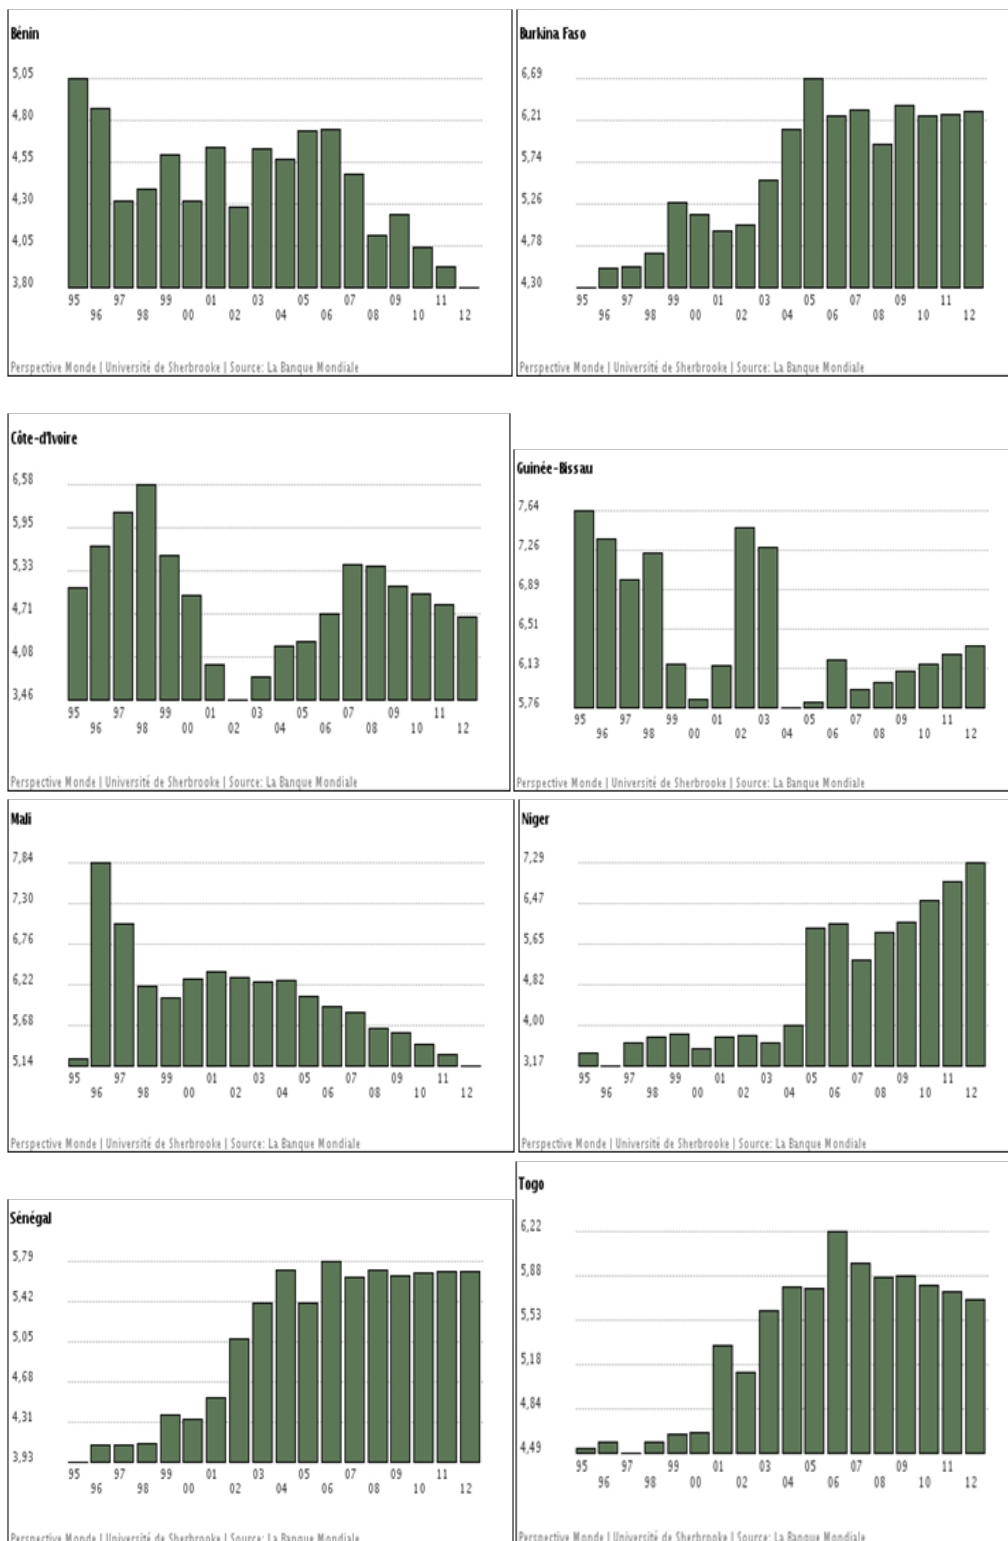 Bénin
5,05
4,80
4,55
4,30
4,05
3,80
95 97 99 01 03 05 07 09 11
96 98 00 02 04 06 08 10 12
Perspective Monde | Université de Sherbrooke | Source: La Banque Mondiale
Burkina Faso
6,69
6,21
5,74
5,26
4,78
4,30
95 97 99 01 03 05 07 09 11
96 98 00 02 04 06 08 10 12
Perspective Monde | Université de Sherbrooke | Source: La Banque Mondiale
Côte-d'Ivoire
6,58
5,95
5,33
4,71
4,08
3,46
95 97 99 01 03 05 07 09 11
96 98 00 02 04 06 08 10 12
Perspective Monde | Université de Sherbrooke | Source: La Banque Mondiale
Guinée-Bissau
7,64
7,26
6,89
6,51
6,13
5,76
95 97 99 01 03 05 07 09 11
96 98 00 02 04 06 08 10 12
Perspective Monde | Université de Sherbrooke | Source: La Banque Mondiale
Mali
7,84
7,30
6,76
6,22
5,68
5,14
95 97 99 01 03 05 07 09 11
96 98 00 02 04 06 08 10 12
Perspective Monde | Université de Sherbrooke | Source: La Banque Mondiale
Niger
7,29
6,47
5,65
4,82
4,00
3,17
95 97 99 01 03 05 07 09 11
96 98 00 02 04 06 08 10 12
Perspective Monde | Université de Sherbrooke | Source: La Banque Mondiale
Sénégal
5,79
5,42
5,05
4,68
4,31
3,93
95 97 99 01 03 05 07 09 11
96 98 00 02 04 06 08 10 12
Perspective Monde | Université de Sherbrooke | Source: La Banque Mondiale
Togo
6,22
5,88
5,53
5,18
4,84
4,49
95 97 99 01 03 05 07 09 11
96 98 00 02 04 06 08 10 12
Perspective Monde | Université de Sherbrooke | Source: La Banque Mondiale